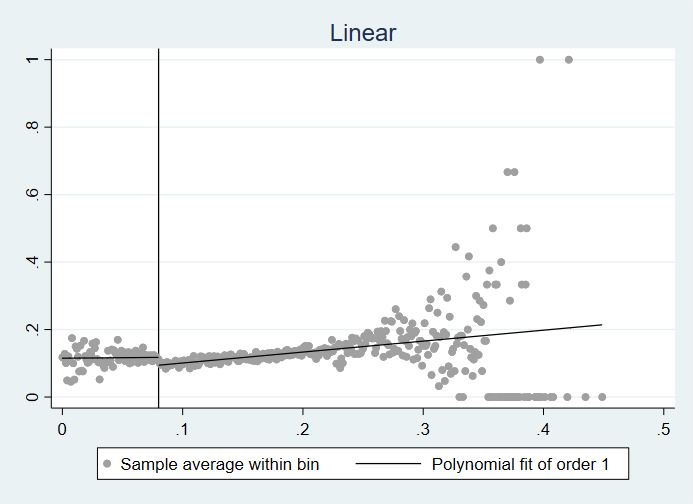 Linear
1
.8
.6
.4
.2
0
0 .1 .2 .3 .4 .5
Sample average within bin Polynomial fit of order 1